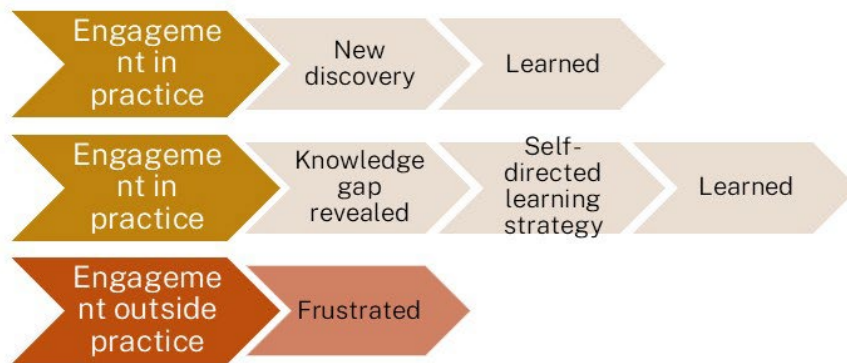 Engageme
nt in
practice
New
discovery
Learned
Engageme
nt in
practice
Knowledge
gap
revealed
Self-
directed
learning
strategy
Learned
Engageme
nt outside
practice
Frustrated